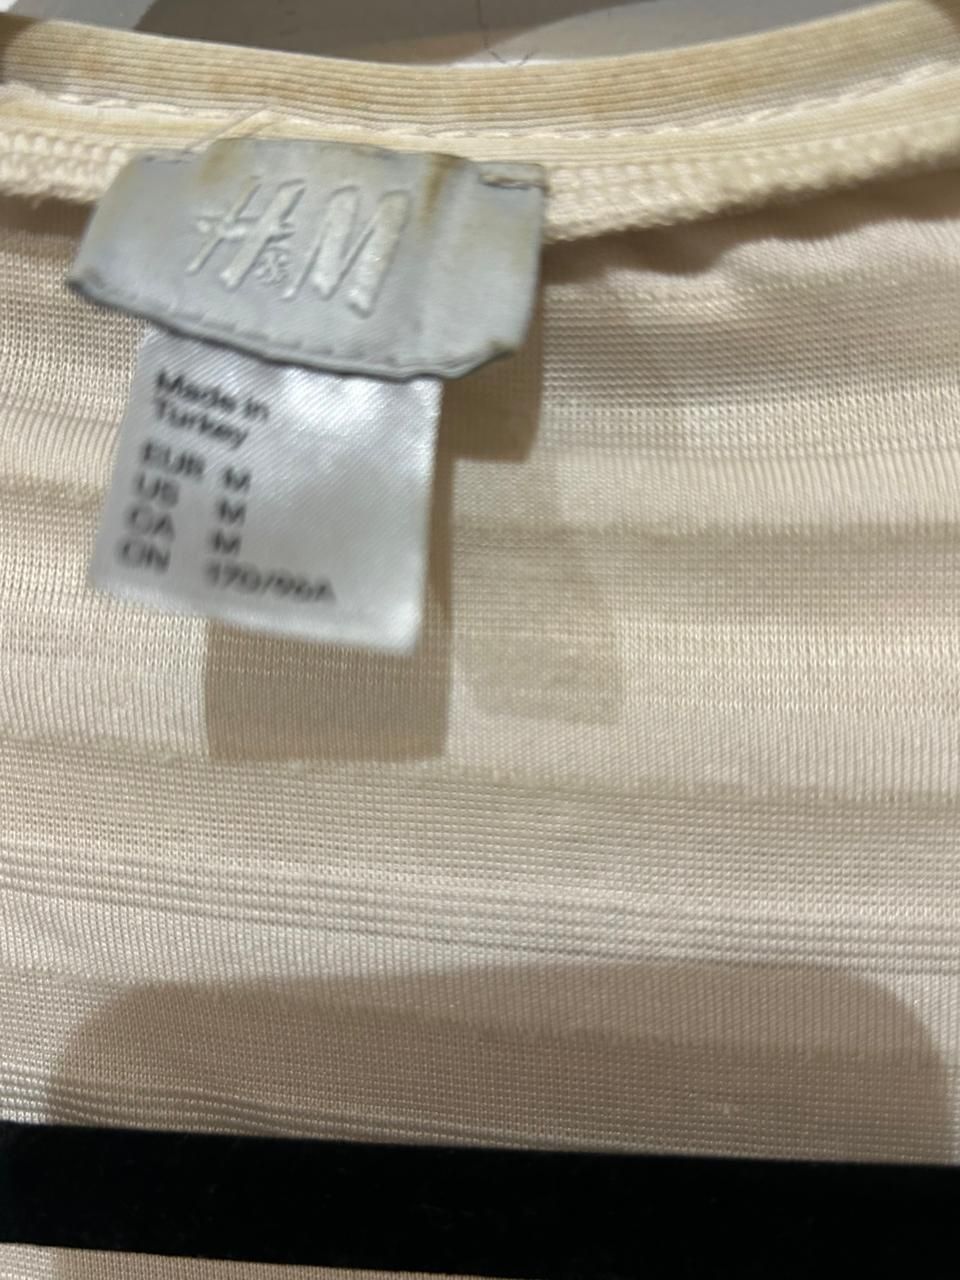 H&M
Made in
Turkey
EUR M
US M
CA M
CN 170/96A